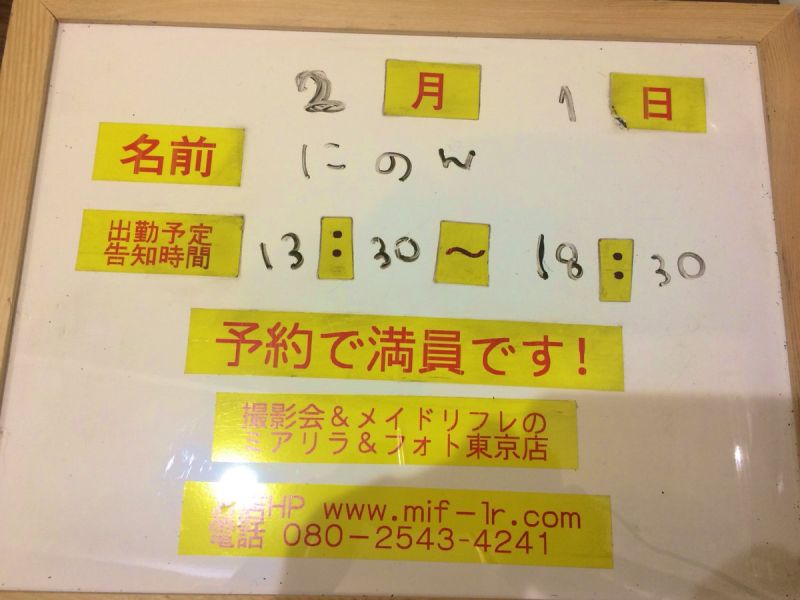 2月 1日
名前 にのん
出勤予定
告知時間 13:30～18:30
予約で満員です!
撮影会&メイドリフレの
ミアリラ&フォト東京店
HP www.mif-lr.com
電話 080-2543-4241